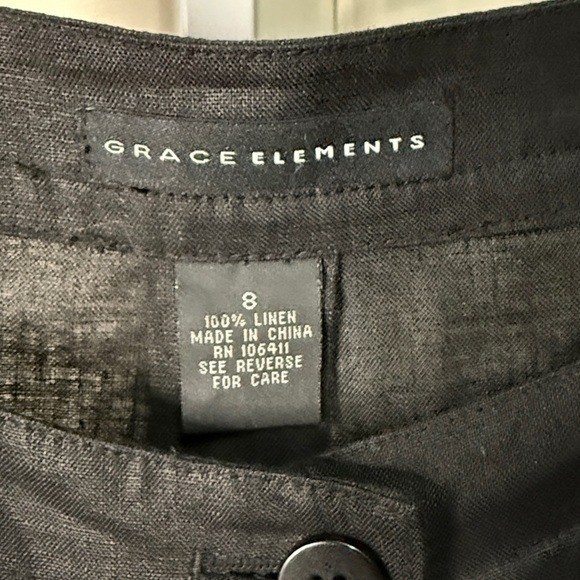 GRACE ELEMENTS
8
100% LINEN
MADE IN CHINA
RN 106411
SEE REVERSE
FOR CARE